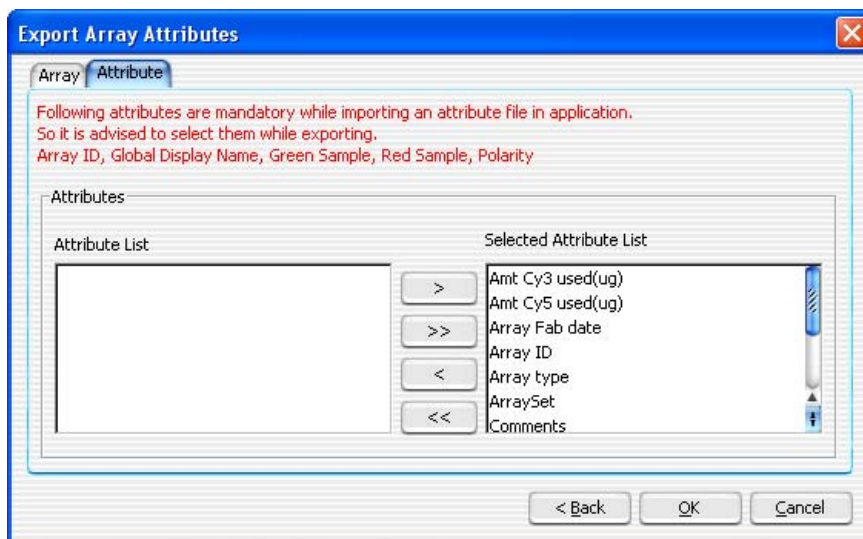 Export Array Attributes
Array
Attribute
Following attributes are mandatory while importing an attribute file in application.
So it is advised to select them while exporting.
Array ID, Global Display Name, Green Sample, Red Sample, Polarity
Attributes
Attribute List
Selected Attribute List
>
>>
<
<<
Amt Cy3 used(ug)
Amt Cy5 used(ug)
Array Fab date
Array ID
Array type
ArraySet
Comments
< Back
OK
Cancel